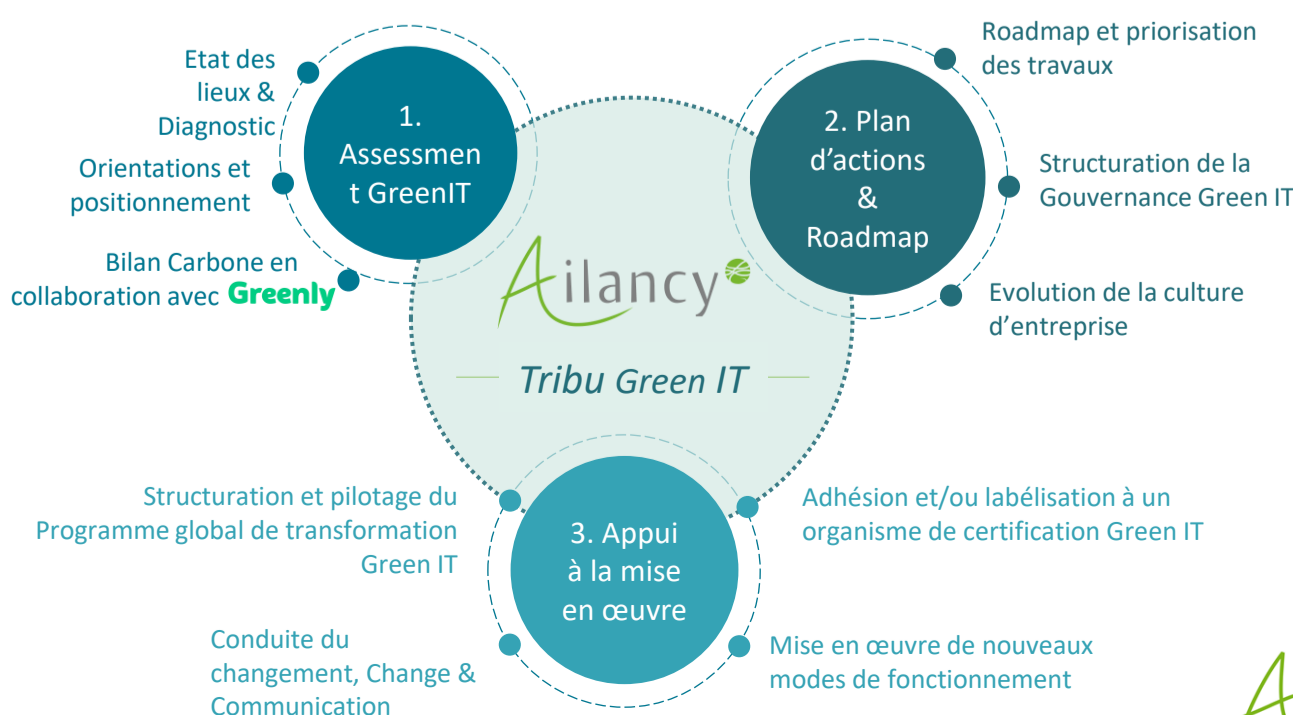 Etat des
lieux &
Diagnostic
Orientations et
positionnement
Bilan Carbone en
collaboration avec Greenly
1.
Assessmen
t GreenIT
2. Plan
d'actions
&
Roadmap
Roadmap et priorisation
des travaux
Structuration de la
Gouvernance Green IT
Evolution de la culture
d'entreprise
Ailancy
Tribu Green IT
Structuration et pilotage du
Programme global de transformation
Green IT
Conduite du
changement, Change &
Communication
3. Appui
à la mise
en œuvre
Adhésion et/ou labélisation à un
organisme de certification Green IT
Mise en œuvre de nouveaux
modes de fonctionnement
A